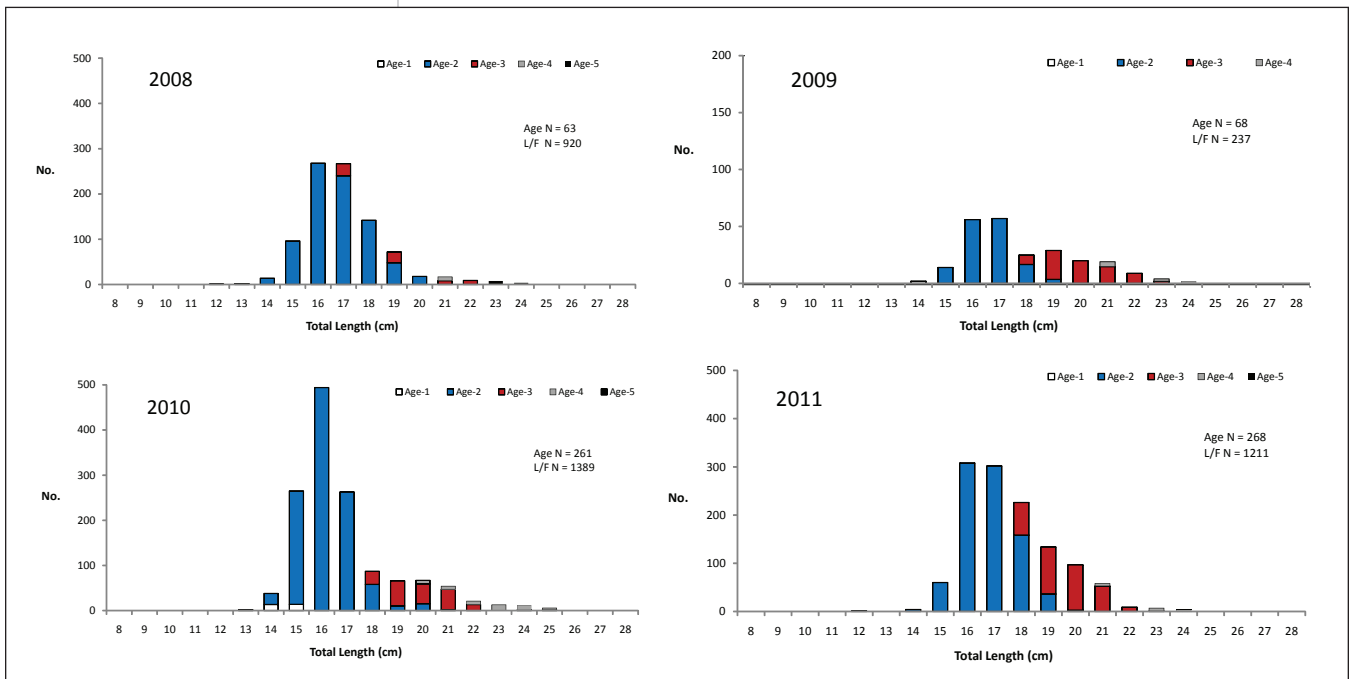 2008
500
400
300
200
100
0
No.
Age-1 Age-2 Age-3 Age-4 Age-5
Age N = 63
L/F N = 920
8 9 10 11 12 13 14 15 16 17 18 19 20 21 22 23 24 25 26 27 28
Total Length (cm)
2009
200
150
100
50
0
No.
Age-1 Age-2 Age-3 Age-4
Age N = 68
L/F N = 237
8 9 10 11 12 13 14 15 16 17 18 19 20 21 22 23 24 25 26 27 28
Total Length (cm)
2010
500
400
300
200
100
0
No.
Age-1 Age-2 Age-3 Age-4 Age-5
Age N = 261
L/F N = 1389
8 9 10 11 12 13 14 15 16 17 18 19 20 21 22 23 24 25 26 27 28
Total Length (cm)
2011
500
400
300
200
100
0
No.
Age-1 Age-2 Age-3 Age-4 Age-5
Age N = 268
L/F N = 1211
8 9 10 11 12 13 14 15 16 17 18 19 20 21 22 23 24 25 26 27 28
Total Length (cm)